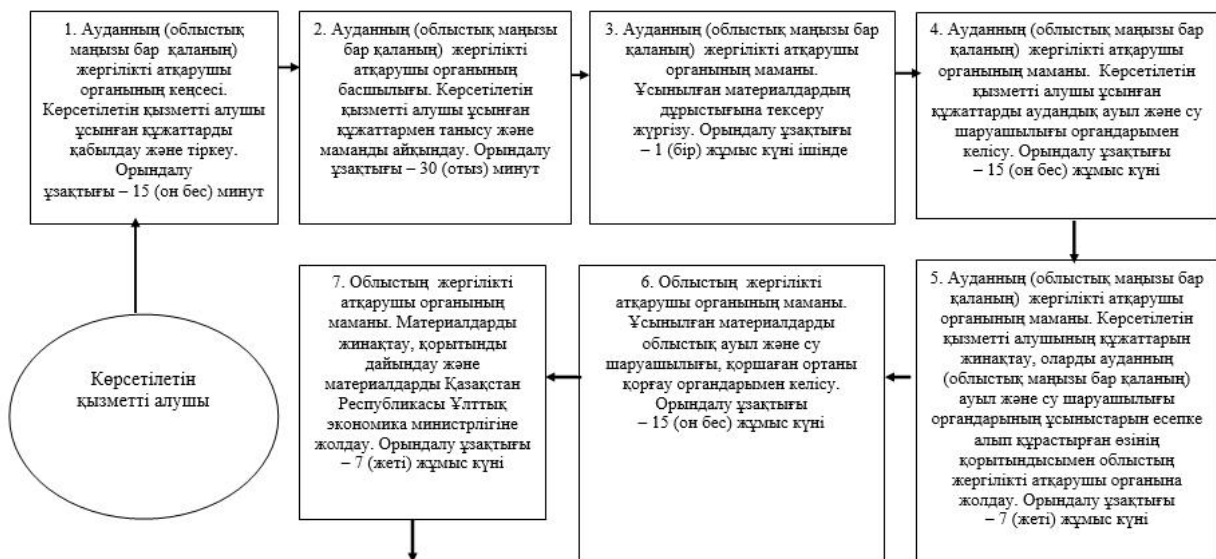 1. Ауданның (облыстық
маңызы бар қаланың)
жергілікті атқарушы
органының кеңсесі.
Көрсетілетін қызметті алушы
ұсынған құжаттарды
қабылдау және тіркеу.
Орындалу
ұзақтығы – 15 (он бес) минут
2. Ауданның (облыстық маңызы
бар қаланың) жергілікті
атқарушы органының
басшылығы. Көрсетілетін
қызметті алушы ұсынған
құжаттармен танысу және
маманды айқындау. Орындалу
ұзақтығы – 30 (отыз) минут
3. Ауданның (облыстық маңызы бар
қаланың) жергілікті атқарушы
органының маманы.
Ұсынылған материалдардың
дұрыстығына тексеру
жүргізу. Орындалу ұзақтығы
– 1 (бір) жұмыс күні ішінде
4. Ауданның (облыстық маңызы бар
қаланың) жергілікті атқарушы
органының маманы. Көрсетілетін
қызметті алушы ұсынған
құжаттарды аудандық ауыл және су
шаруашылығы органдарымен
келісу. Орындалу ұзақтығы
– 15 (он бес) жұмыс күні
5. Ауданның (облыстық маңызы бар
қаланың) жергілікті атқарушы
органының маманы. Көрсетілетін
қызметті алушының құжаттарын
жинақтау, оларды ауданның
(облыстық маңызы бар қаланың)
ауыл және су шаруашылығы
органдарының ұсыныстарын есепке
алып құрастырған өзінің
қорытындысымен облыстың
жергілікті атқарушы органына
жолдау. Орындалу ұзақтығы
– 7 (жеті) жұмыс күні
6. Облыстың жергілікті
атқарушы органының маманы.
Ұсынылған материалдарды
облыстық ауыл және су
шаруашылығы, қоршаған ортаны
қорғау органдарымен келісу.
Орындалу ұзақтығы
– 15 (он бес) жұмыс күні
7. Облыстың жергілікті
атқарушы органының
маманы. Материалдарды
жинақтау, қорытынды
дайындау және
материалдарды Қазақстан
Республикасы Ұлттық
экономика министрлігіне
жолдау. Орындалу ұзақтығы
– 7 (жеті) жұмыс күні
Көрсетілетін
қызметті алушы